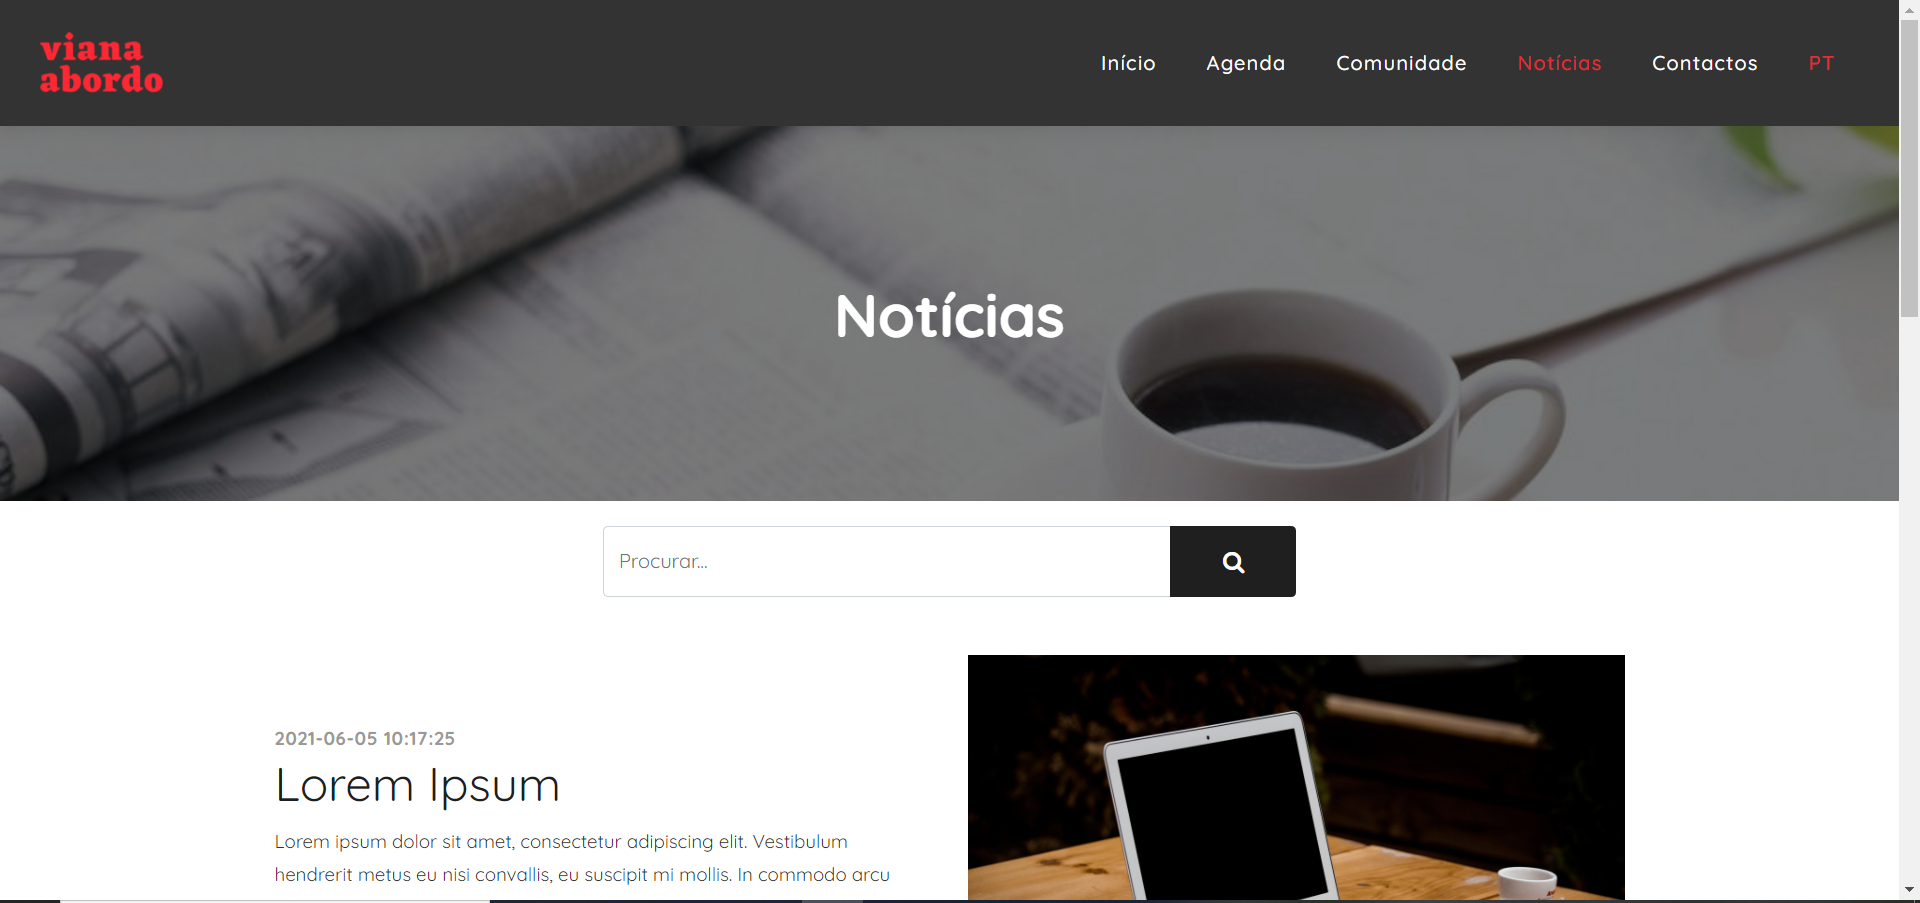 viana
abordo
Início Agenda Comunidade Notícias Contactos PT
Notícias
Procurar...
2021-06-05 10:17:25
Lorem Ipsum
Lorem ipsum dolor sit amet, consectetur adipiscing elit. Vestibulum
hendrerit metus eu nisi convallis, eu suscipit mi mollis. In commodo arcu